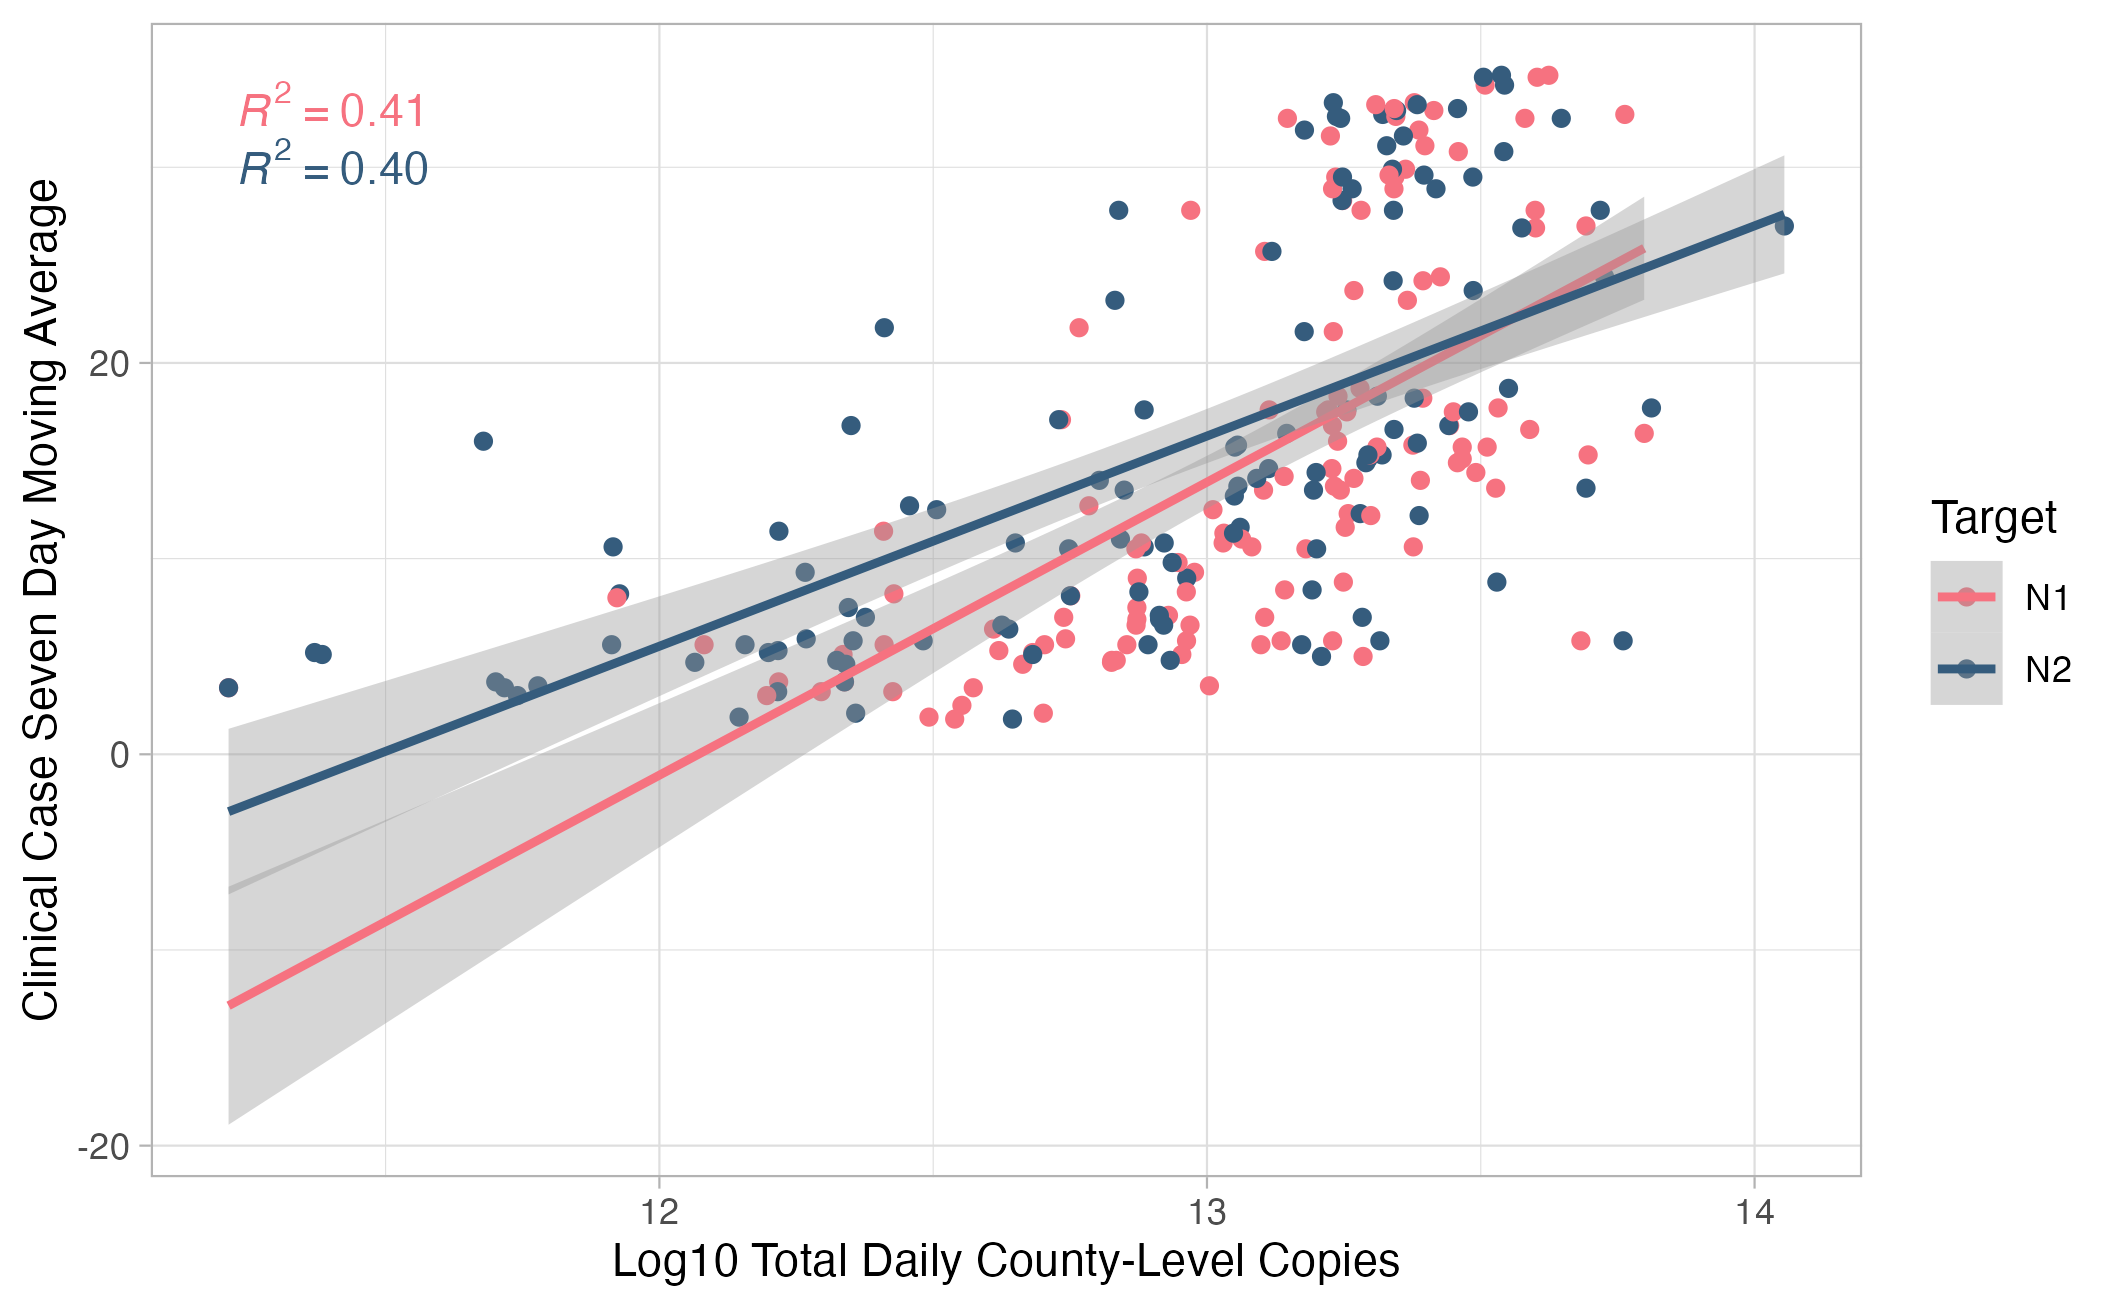 R² = 0.41
R² = 0.40
Clinical Case Seven Day Moving Average
20
0
-20
12
13
14
Log10 Total Daily County-Level Copies
Target
N1
N2